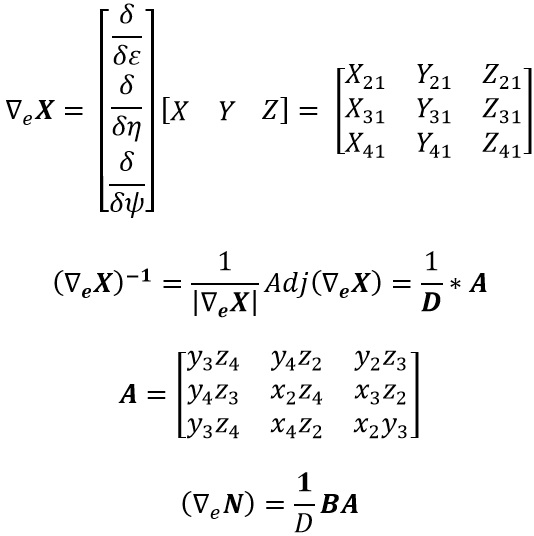 ∇ₑX = [δ/δε; δ/δη; δ/δψ] [X Y Z] = [X₂₁ Y₂₁ Z₂₁; X₃₁ Y₃₁ Z₃₁; X₄₁ Y₄₁ Z₄₁]
(∇ₑX)⁻¹ = 1/|∇ₑX| Adj(∇ₑX) = 1/D * A
A = [y₃z₄ y₄z₂ y₂z₃; y₄z₃ x₂z₄ x₃z₂; y₃z₄ x₄z₂ x₂y₃]
(∇ₑN) = 1/D BA